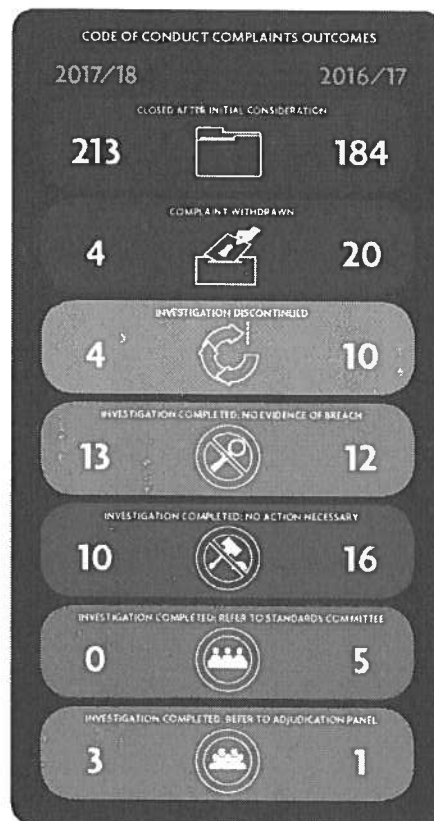 CODE OF CONDUCT COMPLAINTS OUTCOMES
2017/18 2016/17
CLOSED AFTER INITIAL CONSIDERATION
213 184
COMPLAINT WITHDRAWN
4 20
INVESTIGATION DISCONTINUED
4 10
INVESTIGATION COMPLETED: NO EVIDENCE OF BREACH
13 12
INVESTIGATION COMPLETED: NO ACTION NECESSARY
10 16
INVESTIGATION COMPLETED: REFER TO STANDARDS COMMITTEE
0 5
INVESTIGATION COMPLETED: REFER TO ADJUDICATION PANEL
3 1